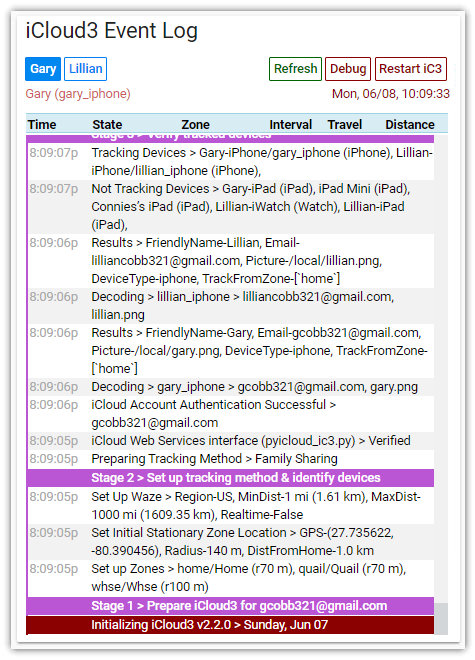 iCloud3 Event Log
Gary Lillian Refresh Debug Restart iC3
Gary (gary_iphone) Mon, 06/08, 10:09:33
Time State Zone Interval Travel Distance
Stage 3 > Verify tracked devices
8:09:07p Tracking Devices > Gary-iPhone/gary_iphone (iPhone), Lillian-
iPhone/lillian_iphone (iPhone),
8:09:07p Not Tracking Devices > Gary-iPad (iPad), iPad Mini (iPad),
Connies's iPad (iPad), Lillian-iWatch (Watch), Lillian-iPad
(iPad),
8:09:06p Results > FriendlyName-Lillian, Email-
lilliancobb321@gmail.com, Picture-/local/lillian.png,
DeviceType-iphone, TrackFromZone-[`home`]
8:09:06p Decoding > lillian_iphone > lilliancobb321@gmail.com,
lillian.png
8:09:06p Results > FriendlyName-Gary, Email-gcobb321@gmail.com,
Picture-/local/gary.png, DeviceType-iphone, TrackFromZone-
[`home`]
8:09:06p Decoding > gary_iphone > gcobb321@gmail.com, gary.png
8:09:06p iCloud Account Authentication Successful >
gcobb321@gmail.com
8:09:05p iCloud Web Services interface (pyicloud_ic3.py) > Verified
8:09:05p Preparing Tracking Method > Family Sharing
Stage 2 > Set up tracking method & identify devices
8:09:05p Set Up Waze > Region-US, MinDist-1 mi (1.61 km), MaxDist-
1000 mi (1609.35 km), Realtime-False
8:09:05p Set Initial Stationary Zone Location > GPS-(27.735622,
-80.390456), Radius-140 m, DistFromHome-1.0 km
8:09:05p Set up Zones > home/Home (r70 m), quail/Quail (r70 m),
whse/Whse (r100 m)
Stage 1 > Prepare iCloud3 for gcobb321@gmail.com
Initializing iCloud3 v2.2.0 > Sunday, Jun 07